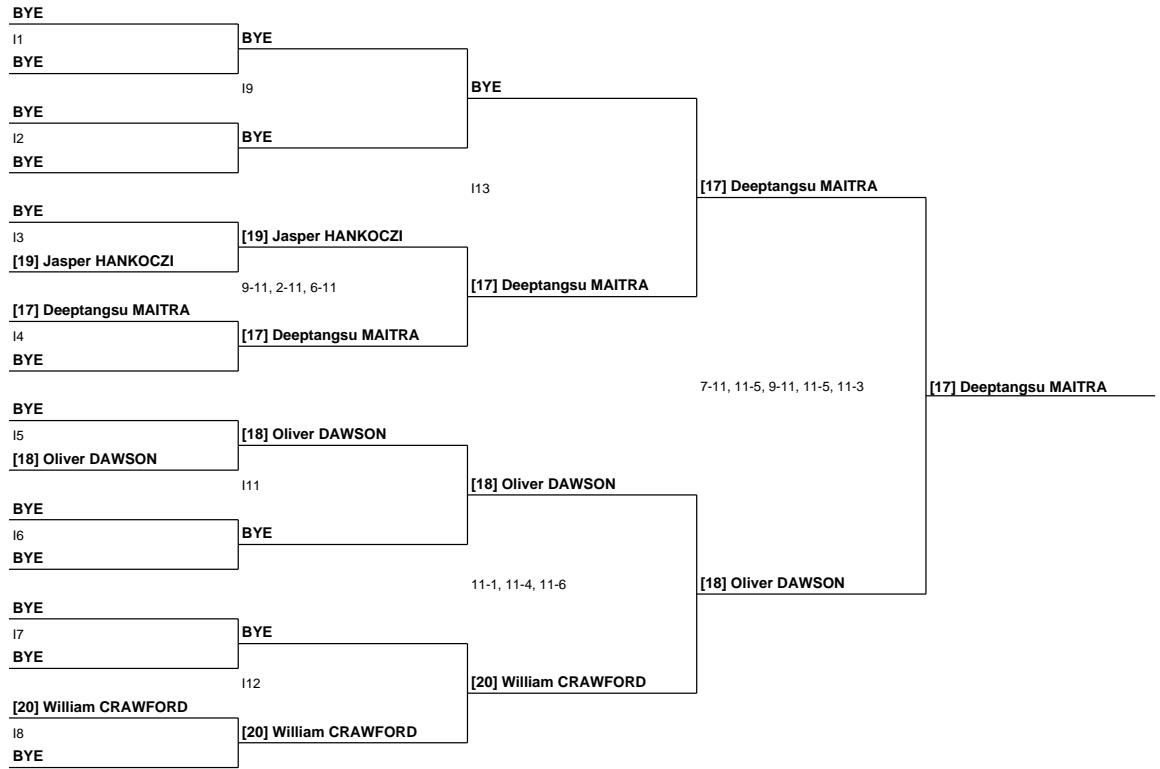 BYE
I1
BYE
BYE
I9
BYE
BYE
I2
BYE
BYE
I13
[17] Deeptangsu MAITRA
BYE
I3
[19] Jasper HANKOCZI
[19] Jasper HANKOCZI
9-11, 2-11, 6-11
[17] Deeptangsu MAITRA
[17] Deeptangsu MAITRA
I4
[17] Deeptangsu MAITRA
BYE
7-11, 11-5, 9-11, 11-5, 11-3
[17] Deeptangsu MAITRA
BYE
I5
[18] Oliver DAWSON
[18] Oliver DAWSON
I11
[18] Oliver DAWSON
BYE
I6
BYE
BYE
11-1, 11-4, 11-6
[18] Oliver DAWSON
BYE
I7
BYE
BYE
I12
[20] William CRAWFORD
[20] William CRAWFORD
I8
[20] William CRAWFORD
BYE